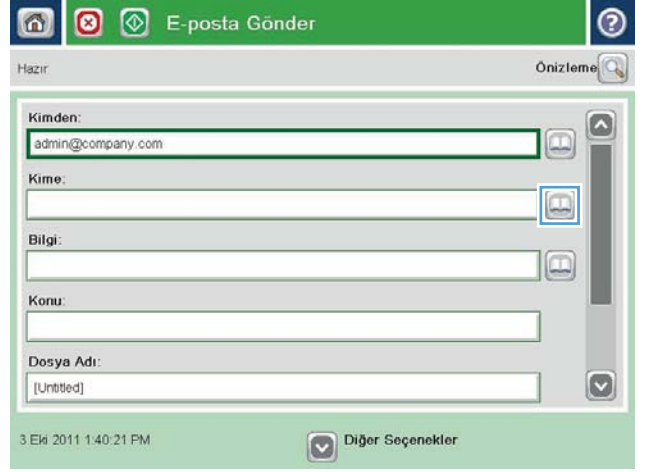 E-posta Gönder
Hazır
Önizleme
Kimden:
admin@company.com
Kime:
Bilgi:
Konu:
Dosya Adı:
[Untitled]
3 Eki 2011 1:40:21 PM
Diğer Seçenekler